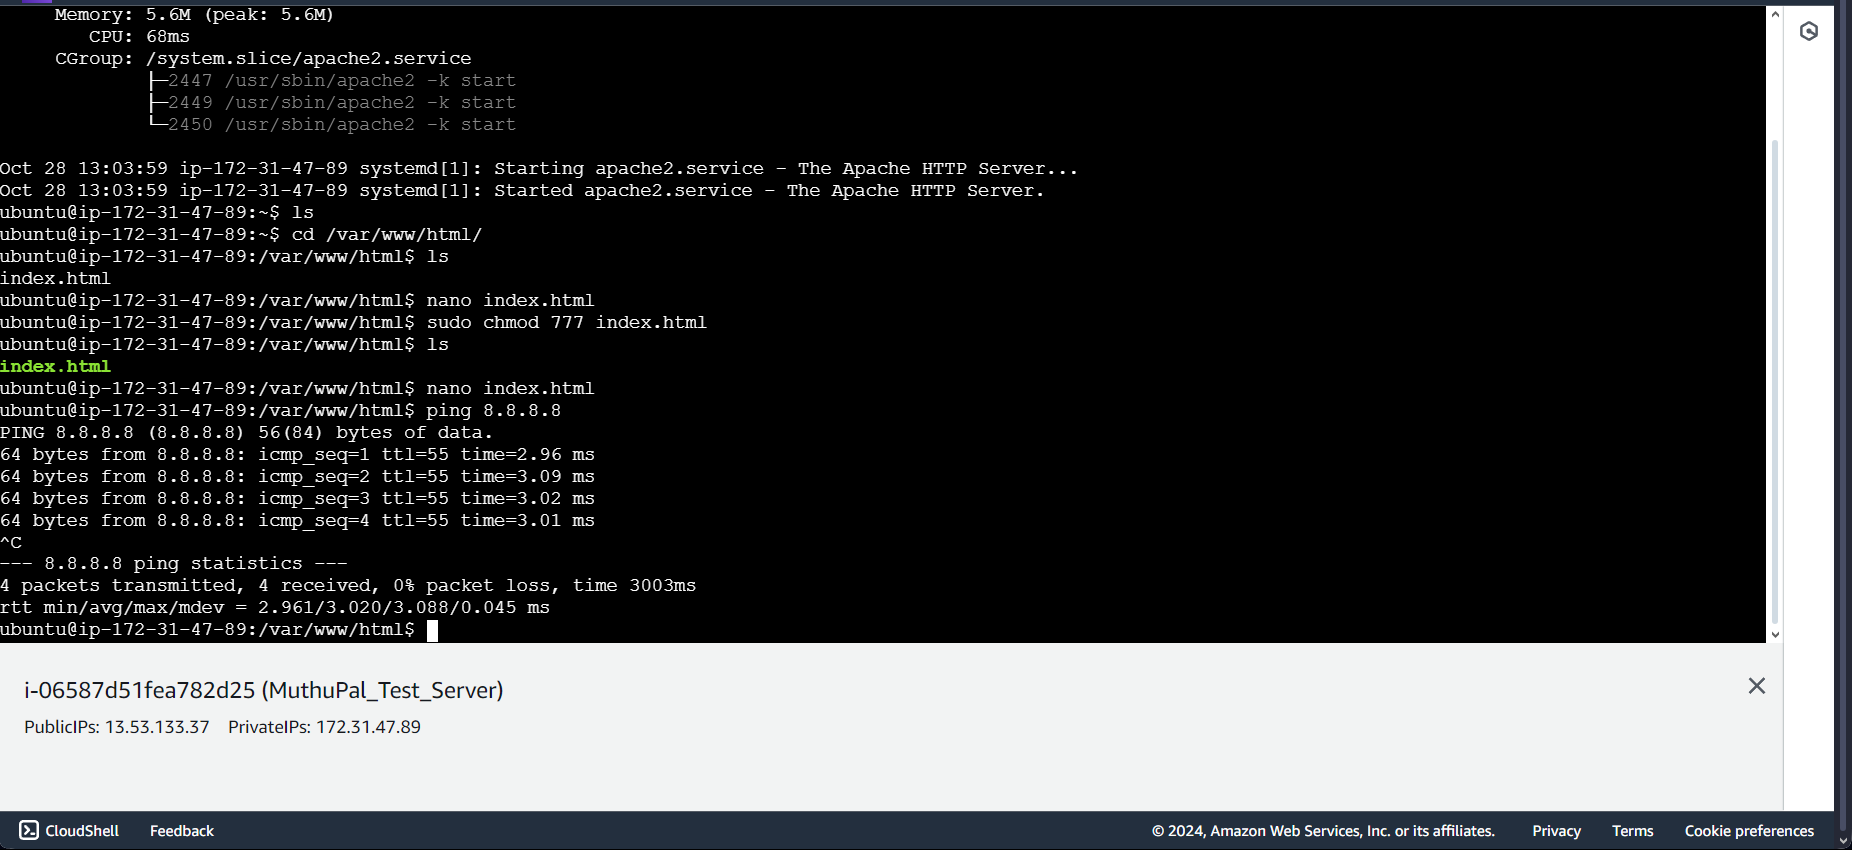 Memory: 5.6M (peak: 5.6M)
CPU: 68ms
CGroup: /system.slice/apache2.service
├─2447 /usr/sbin/apache2 -k start
├─2449 /usr/sbin/apache2 -k start
└─2450 /usr/sbin/apache2 -k start
Oct 28 13:03:59 ip-172-31-47-89 systemd[1]: Starting apache2.service - The Apache HTTP Server...
Oct 28 13:03:59 ip-172-31-47-89 systemd[1]: Started apache2.service - The Apache HTTP Server.
ubuntu@ip-172-31-47-89:~$ ls
ubuntu@ip-172-31-47-89:~$ cd /var/www/html/
ubuntu@ip-172-31-47-89:/var/www/html$ ls
index.html
ubuntu@ip-172-31-47-89:/var/www/html$ nano index.html
ubuntu@ip-172-31-47-89:/var/www/html$ sudo chmod 777 index.html
ubuntu@ip-172-31-47-89:/var/www/html$ ls
index.html
ubuntu@ip-172-31-47-89:/var/www/html$ nano index.html
ubuntu@ip-172-31-47-89:/var/www/html$ ping 8.8.8.8
PING 8.8.8.8 (8.8.8.8) 56(84) bytes of data.
64 bytes from 8.8.8.8: icmp_seq=1 ttl=55 time=2.96 ms
64 bytes from 8.8.8.8: icmp_seq=2 ttl=55 time=3.09 ms
64 bytes from 8.8.8.8: icmp_seq=3 ttl=55 time=3.02 ms
64 bytes from 8.8.8.8: icmp_seq=4 ttl=55 time=3.01 ms
^C
--- 8.8.8.8 ping statistics ---
4 packets transmitted, 4 received, 0% packet loss, time 3003ms
rtt min/avg/max/mdev = 2.961/3.020/3.088/0.045 ms
ubuntu@ip-172-31-47-89:/var/www/html$
i-06587d51fea782d25 (MuthuPal_Test_Server)
PublicIPs: 13.53.133.37 PrivateIPs: 172.31.47.89
CloudShell Feedback © 2024, Amazon Web Services, Inc. or its affiliates. Privacy Terms Cookie preferences